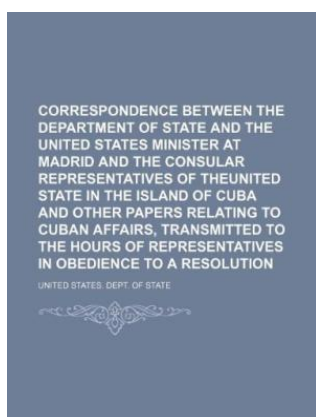 CORRESPONDENCE BETWEEN THE
DEPARTMENT OF STATE AND THE
UNITED STATES MINISTER AT
MADRID AND THE CONSULAR
REPRESENTATIVES OF THEUNITED
STATE IN THE ISLAND OF CUBA
AND OTHER PAPERS RELATING TO
CUBAN AFFAIRS, TRANSMITTED TO
THE HOURS OF REPRESENTATIVES
IN OBEDIENCE TO A RESOLUTION
UNITED STATES. DEPT. OF STATE